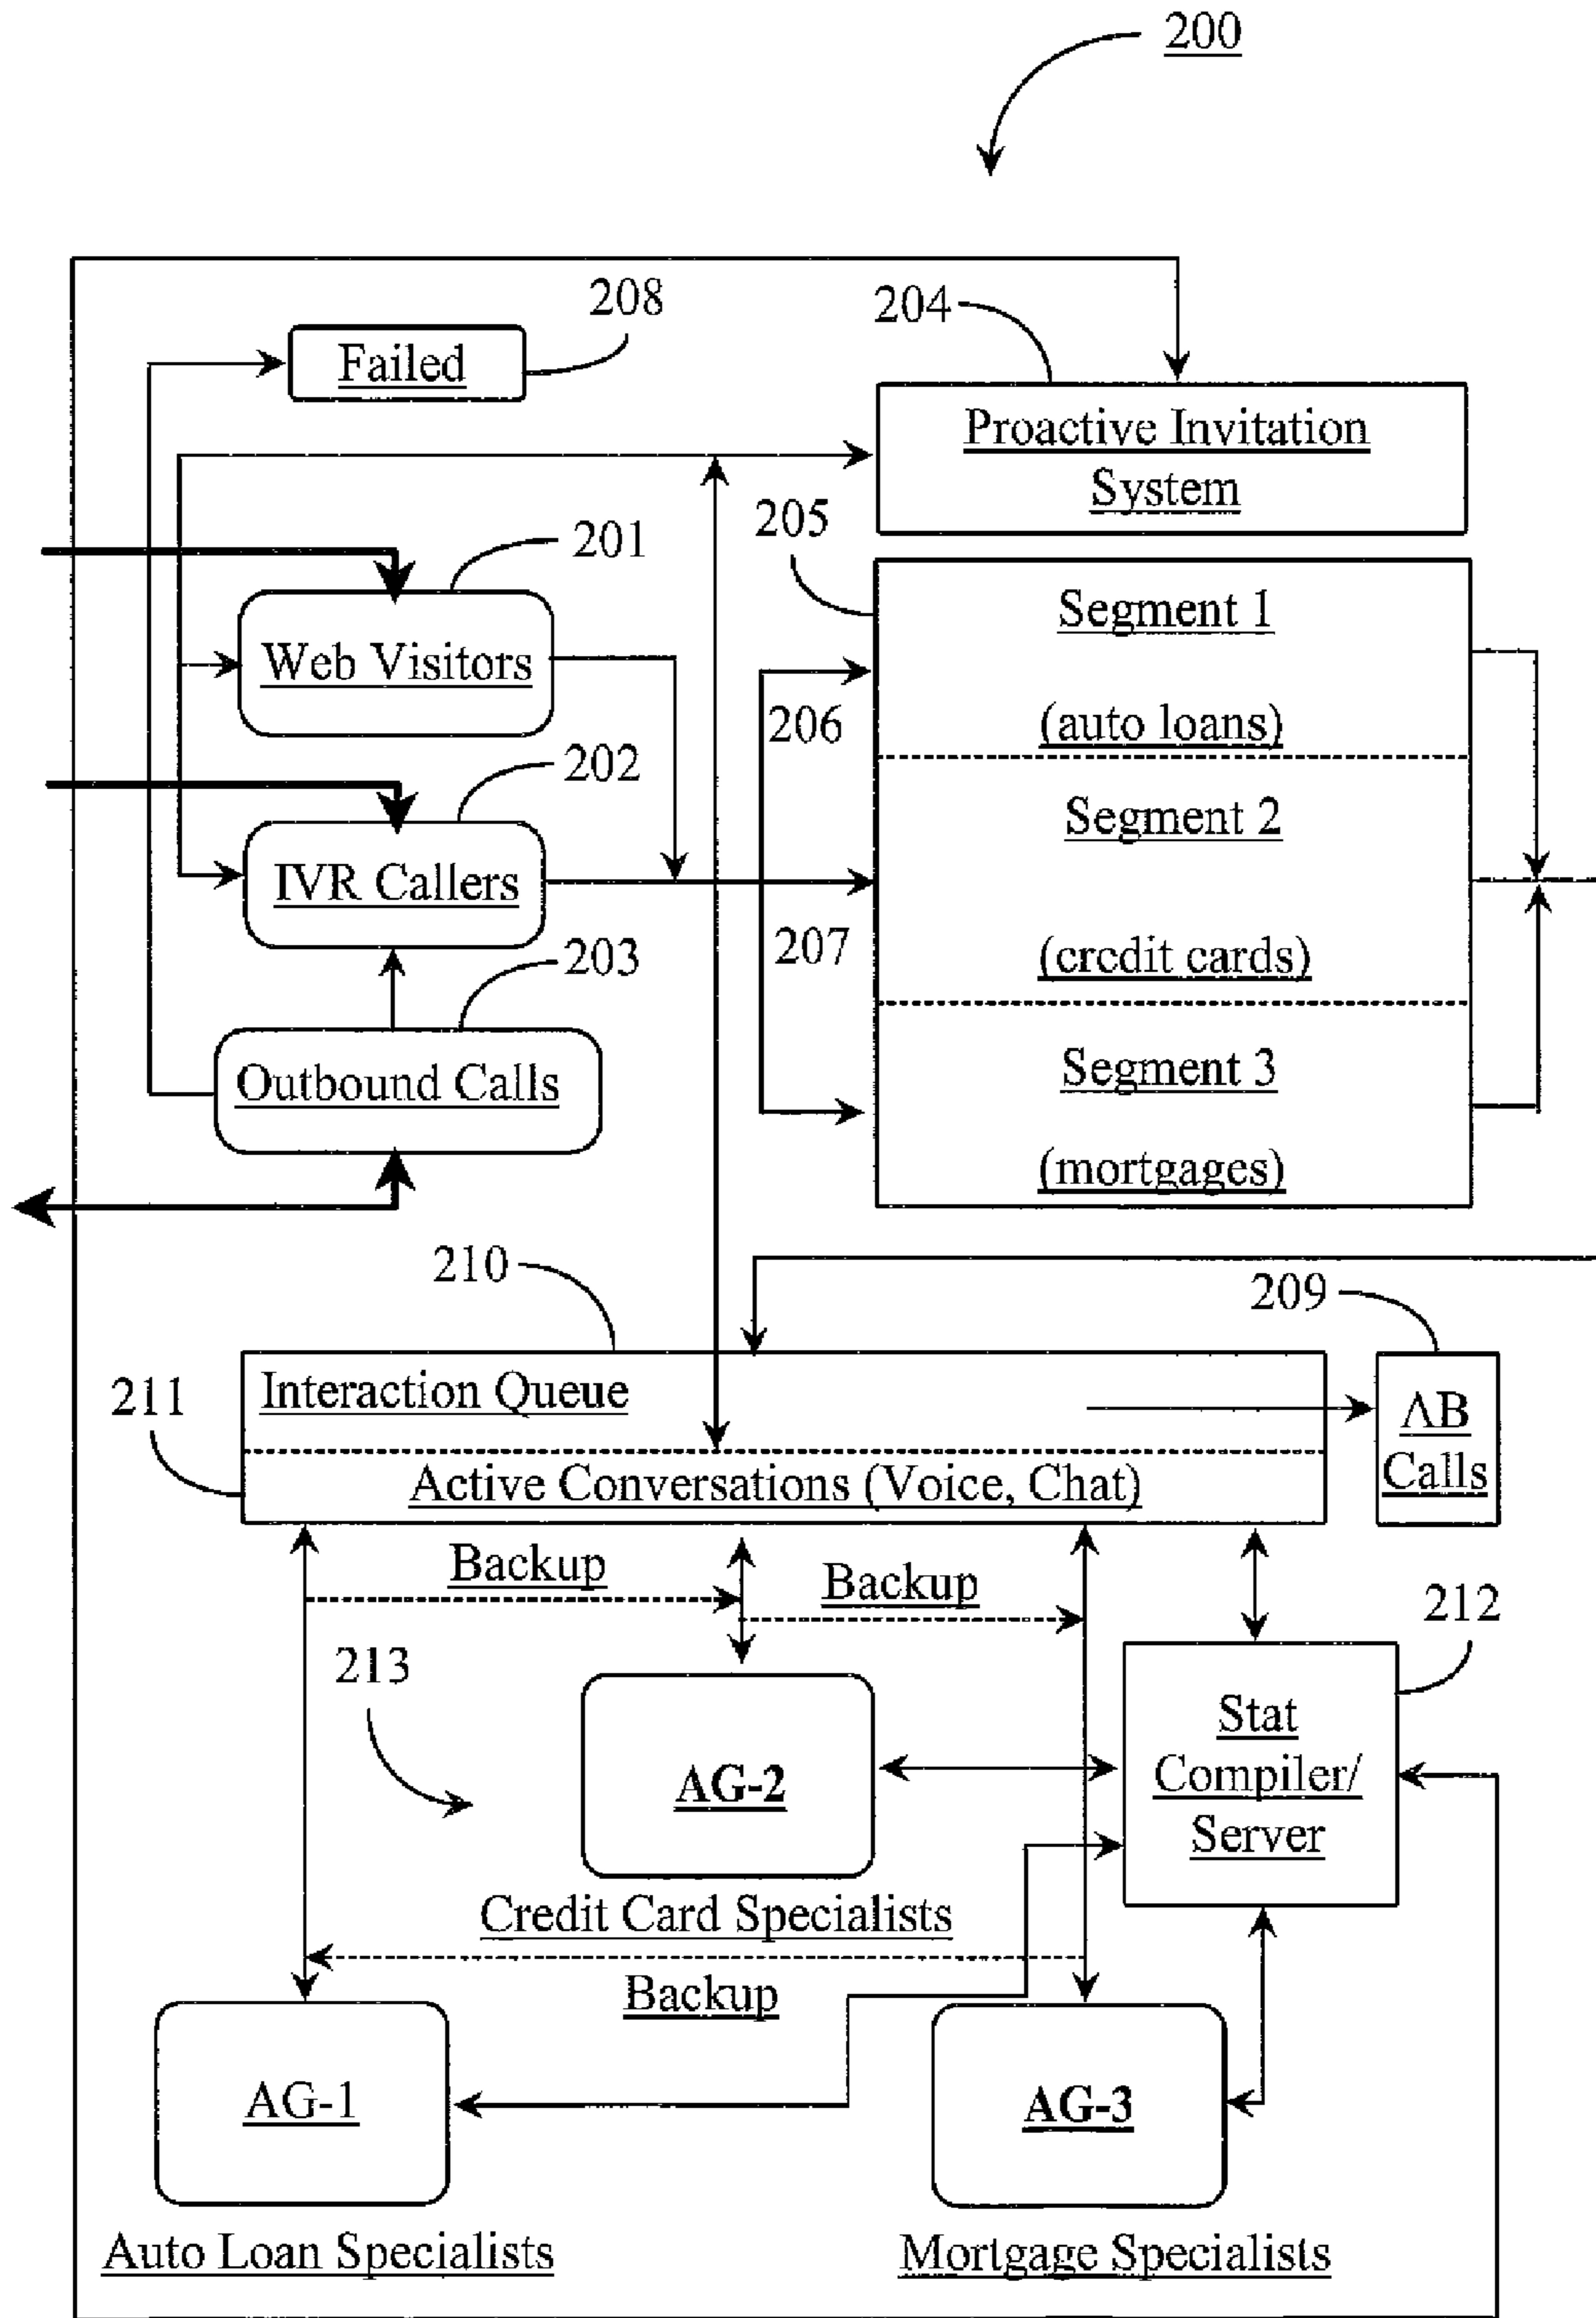 200
208
204
Failed
Proactive Invitation
System
201
205
Segment 1
Web Visitors
206
(auto loans)
202
Segment 2
IVR Callers
207
203
(crcdit cards)
Segment 3
Outbound Calls
(mortgages)
210
209
211
Interaction Queue
ΛB
Calls
Active Conversations (Voice, Chat)
Backup
Backup
212
213
Stat
Compiler/
Server
AG-2
Credit Card Specialists
Backup
AG-1
AG-3
Auto Loan Specialists
Mortgage Specialists